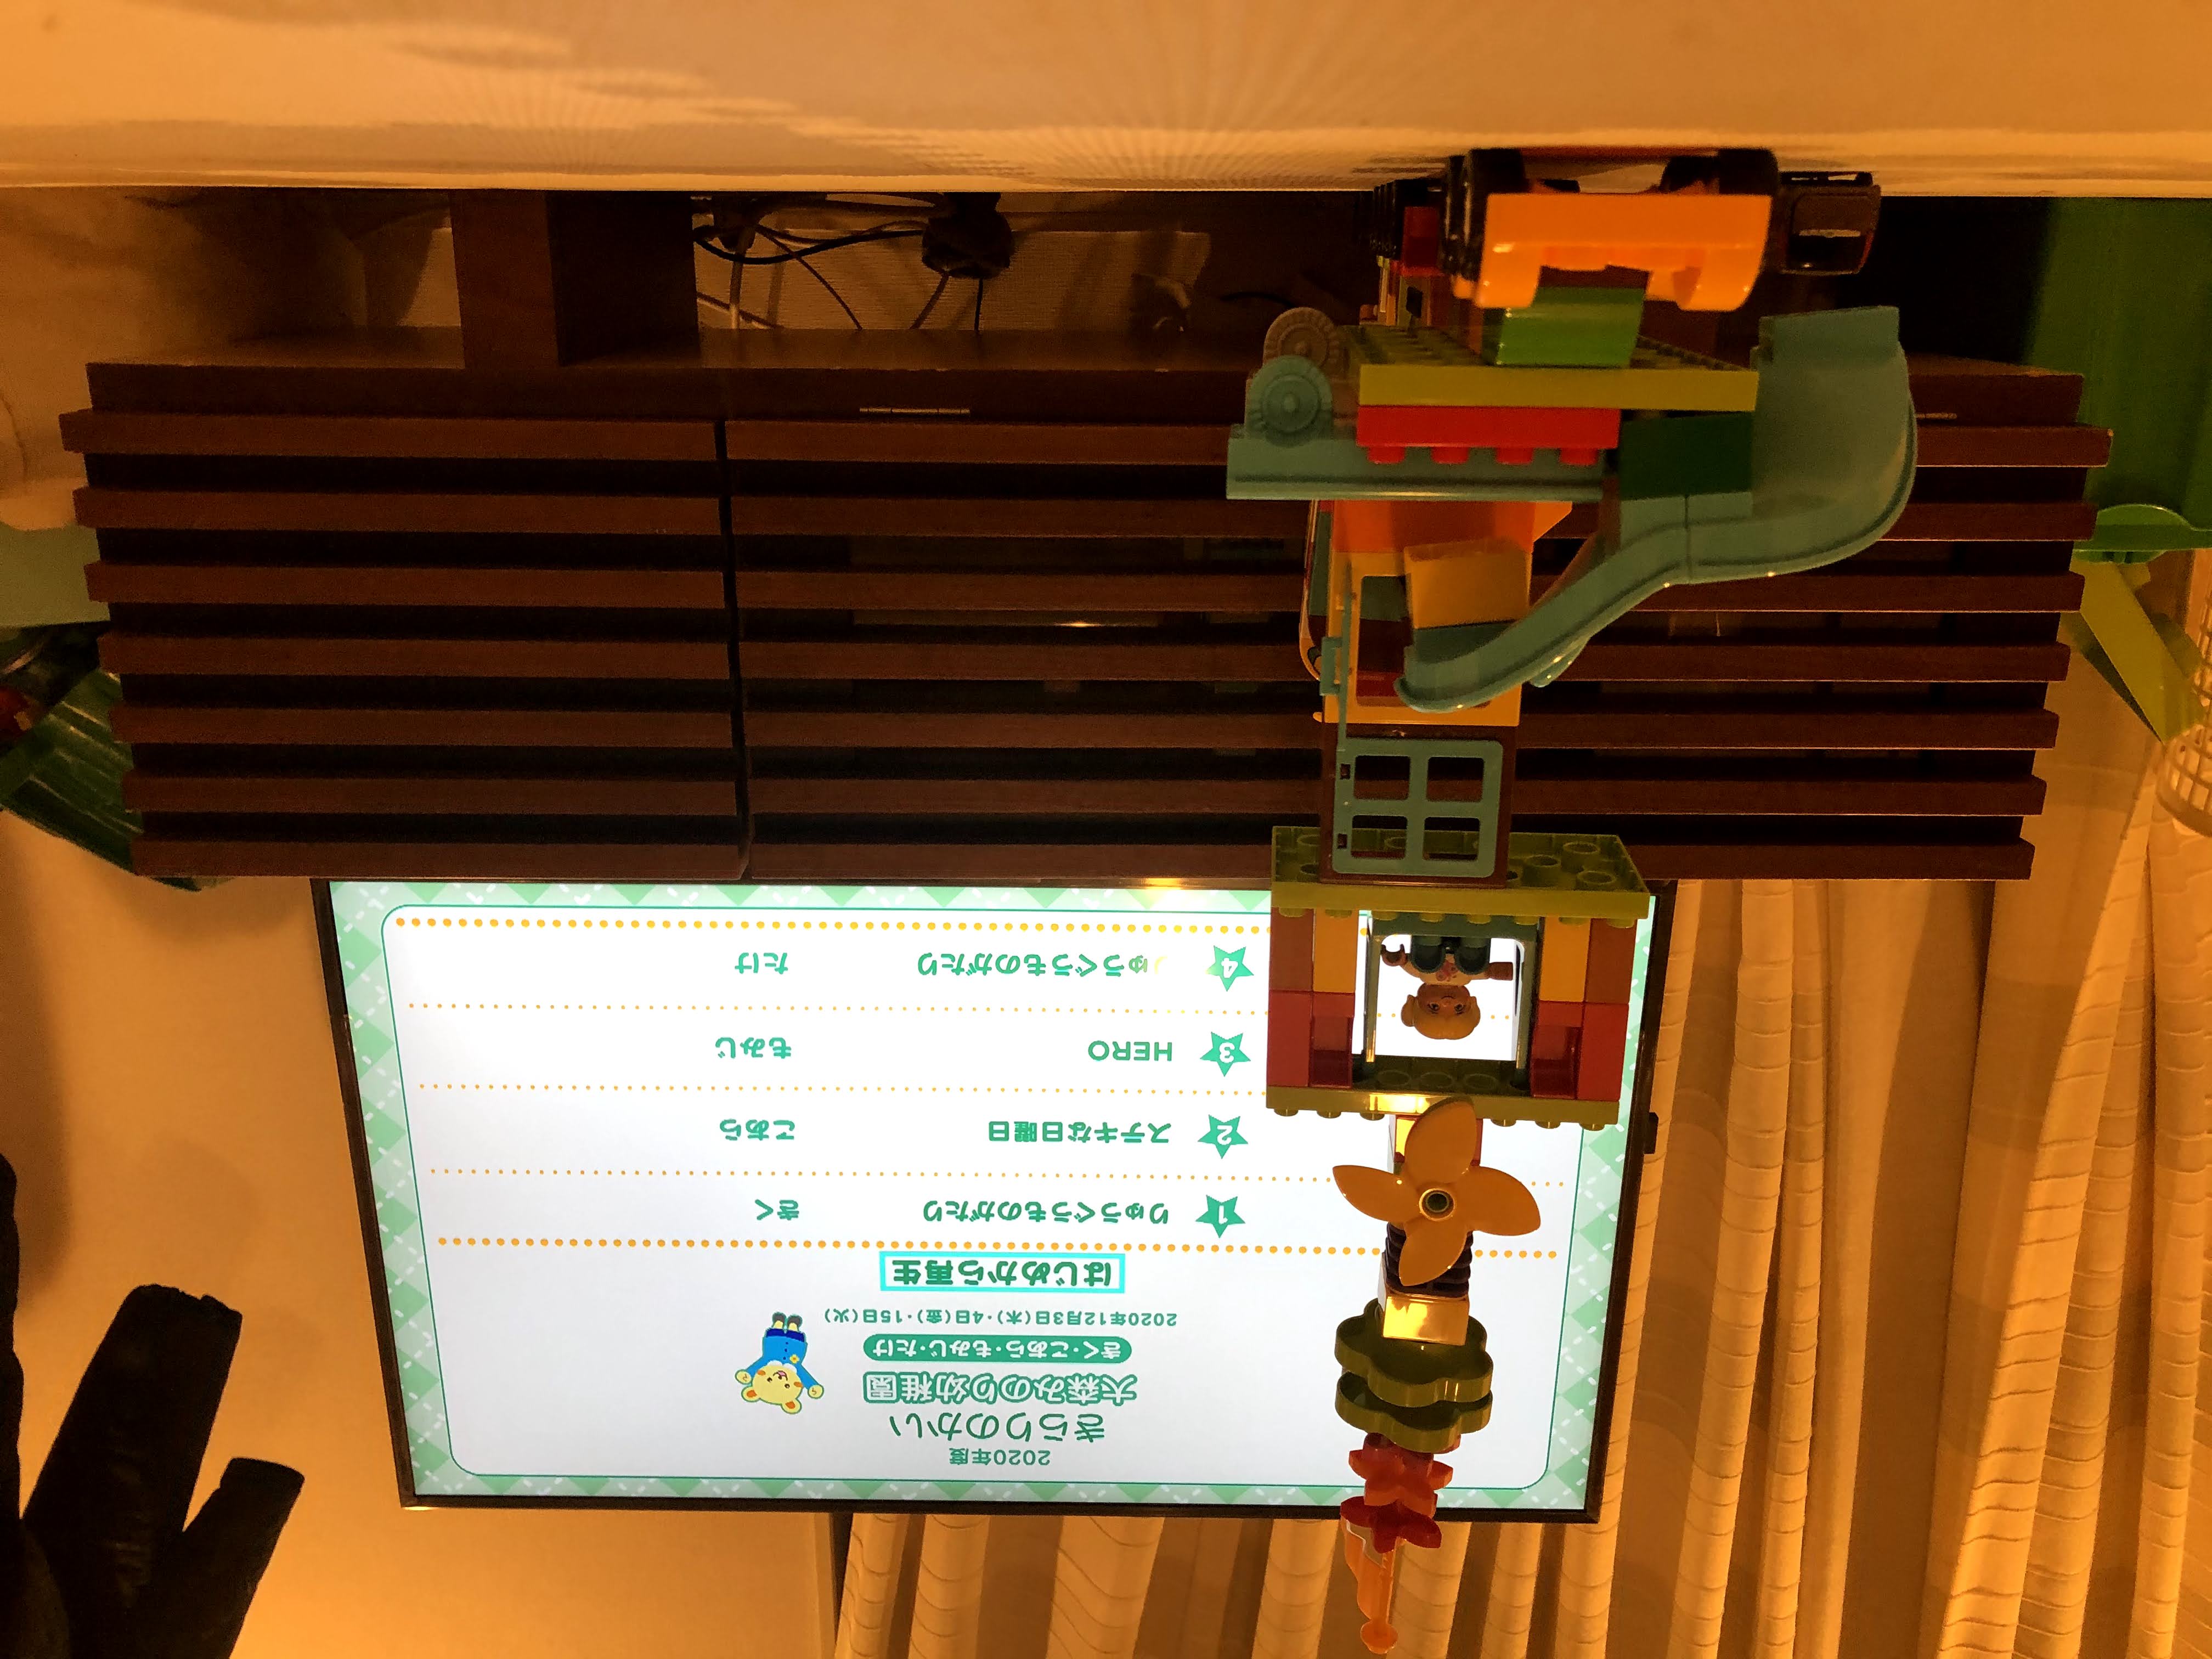 2020年度
きらりのかい
大森みのり幼稚園
きく・こあら・もみじ・たけ
2020年12月3日(木)・4日(金)・15日(火)
はじめから再生
1 りゅうぐうものがたり きく
2 ステキな日曜日 こあら
3 HERO もみじ
4 りゅうぐうものがたり たけ